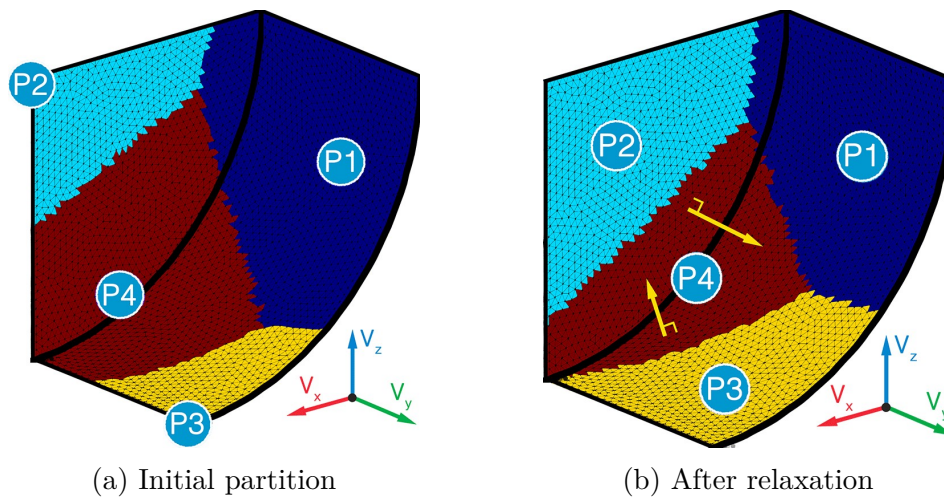 P2
P1
P4
P3
Vz
Vx
Vy
P2
P1
P4
P3
Vz
Vx
Vy
(a) Initial partition
(b) After relaxation